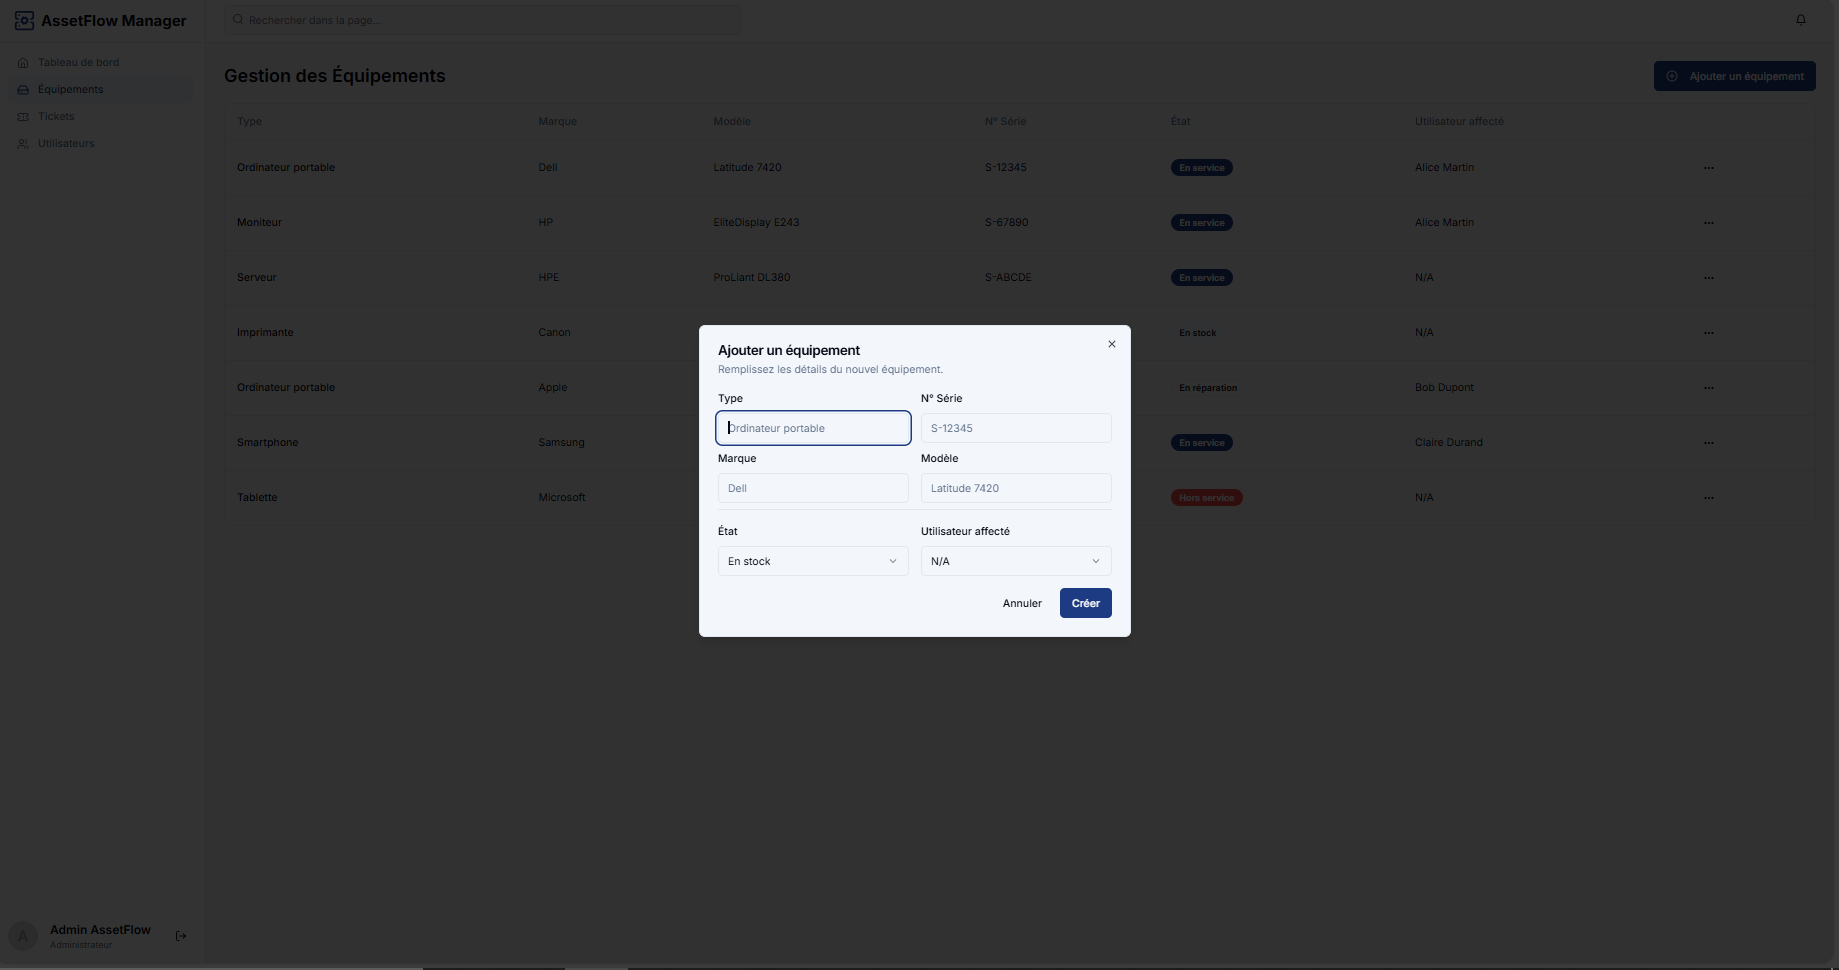 AssetFlow Manager
Rechercher dans la page...
Tableau de bord
Équipements
Tickets
Utilisateurs
Gestion des Équipements
Ajouter un équipement
Type Marque Modèle N° Série État Utilisateur affecté
Ordinateur portable Dell Latitude 7420 S-12345 En service Alice Martin
Moniteur HP EliteDisplay E243 S-67890 En service Alice Martin
Serveur HPE ProLiant DL380 S-ABCDE En service N/A
Imprimante Canon En stock N/A
Ordinateur portable Apple En réparation Bob Dupont
Smartphone Samsung En service Claire Durand
Tablette Microsoft Hors service N/A
Ajouter un équipement
Remplissez les détails du nouvel équipement.
Type N° Série
Ordinateur portable S-12345
Marque Modèle
Dell Latitude 7420
État Utilisateur affecté
En stock N/A
Annuler Créer
A
Admin AssetFlow
Administrateur